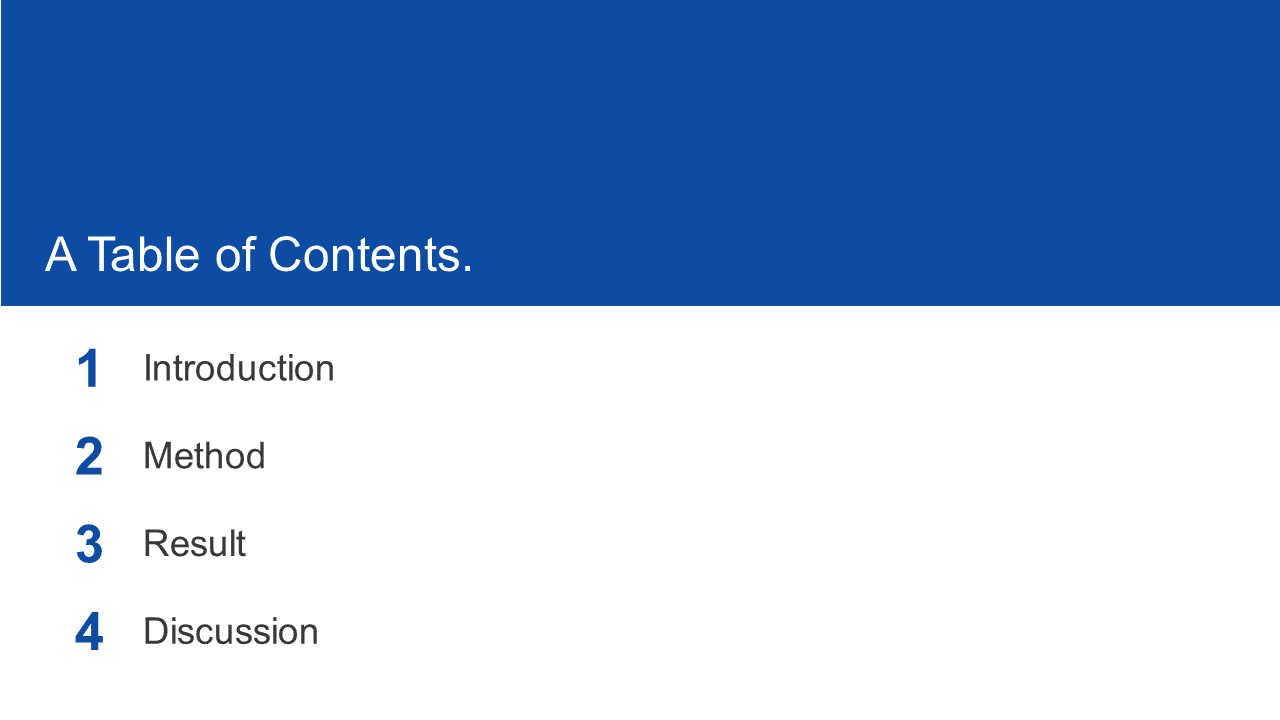 A Table of Contents.
1 Introduction
2 Method
3 Result
4 Discussion